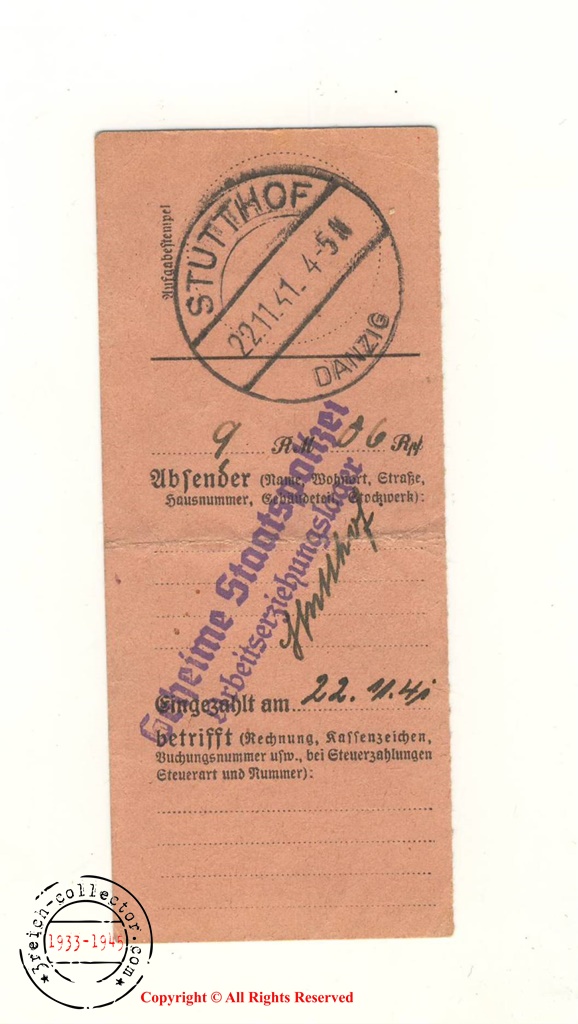 Aufgabestempel
STUTTHOF
22.11.41. 4-5 N
DANZIG
9 RM 06 Rpf
Absender (Name, Wohnort, Straße,
Hausnummer, Gebäudeteil, Stockwerk):
Geheime Staatspolizei
Arbeitserziehungslager
Stutthof
Eingezahlt am 22. 11. 41
betrifft (Rechnung, Kassenzeichen,
Buchungsnummer usw., bei Steuerzahlungen
Steuerart und Nummer):
3reich-collector.com
1933-1945
Copyright © All Rights Reserved